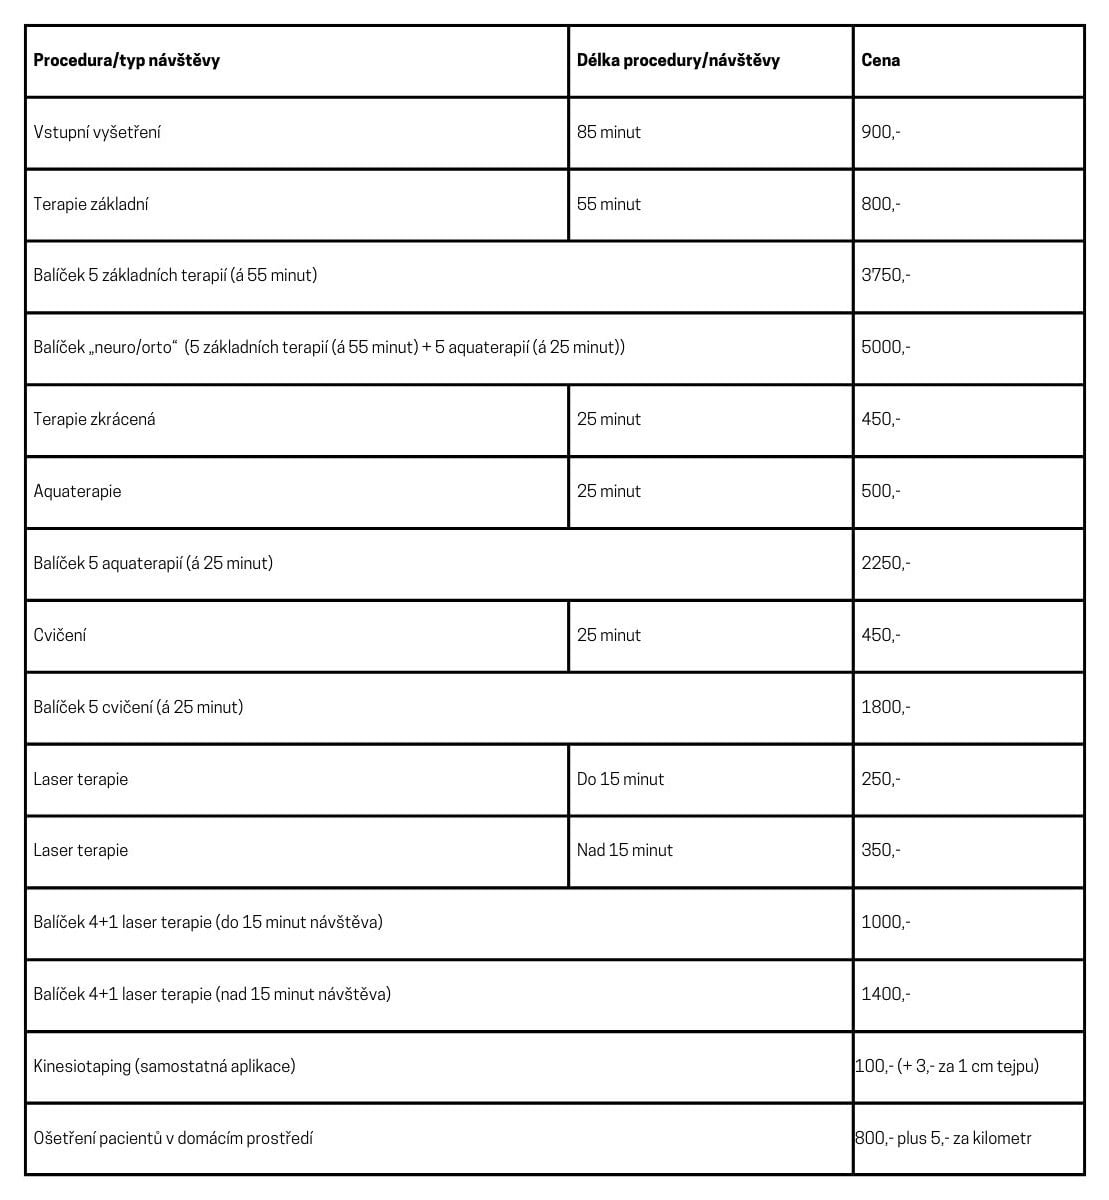 Procedura/typ návštěvy Délka procedury/návštěvy Cena
Vstupní vyšetření 85 minut 900,-
Terapie základní 55 minut 800,-
Balíček 5 základních terapií (á 55 minut) 3750,-
Balíček „neuro/orto“ (5 základních terapií (á 55 minut) + 5 aquaterapií (á 25 minut)) 5000,-
Terapie zkrácená 25 minut 450,-
Aquaterapie 25 minut 500,-
Balíček 5 aquaterapií (á 25 minut) 2250,-
Cvičení 25 minut 450,-
Balíček 5 cvičení (á 25 minut) 1800,-
Laser terapie Do 15 minut 250,-
Laser terapie Nad 15 minut 350,-
Balíček 4+1 laser terapie (do 15 minut návštěva) 1000,-
Balíček 4+1 laser terapie (nad 15 minut návštěva) 1400,-
Kinesiotaping (samostatná aplikace) 100,- (+ 3,- za 1 cm tejpu)
Ošetření pacientů v domácím prostředí 800,- plus 5,- za kilometr